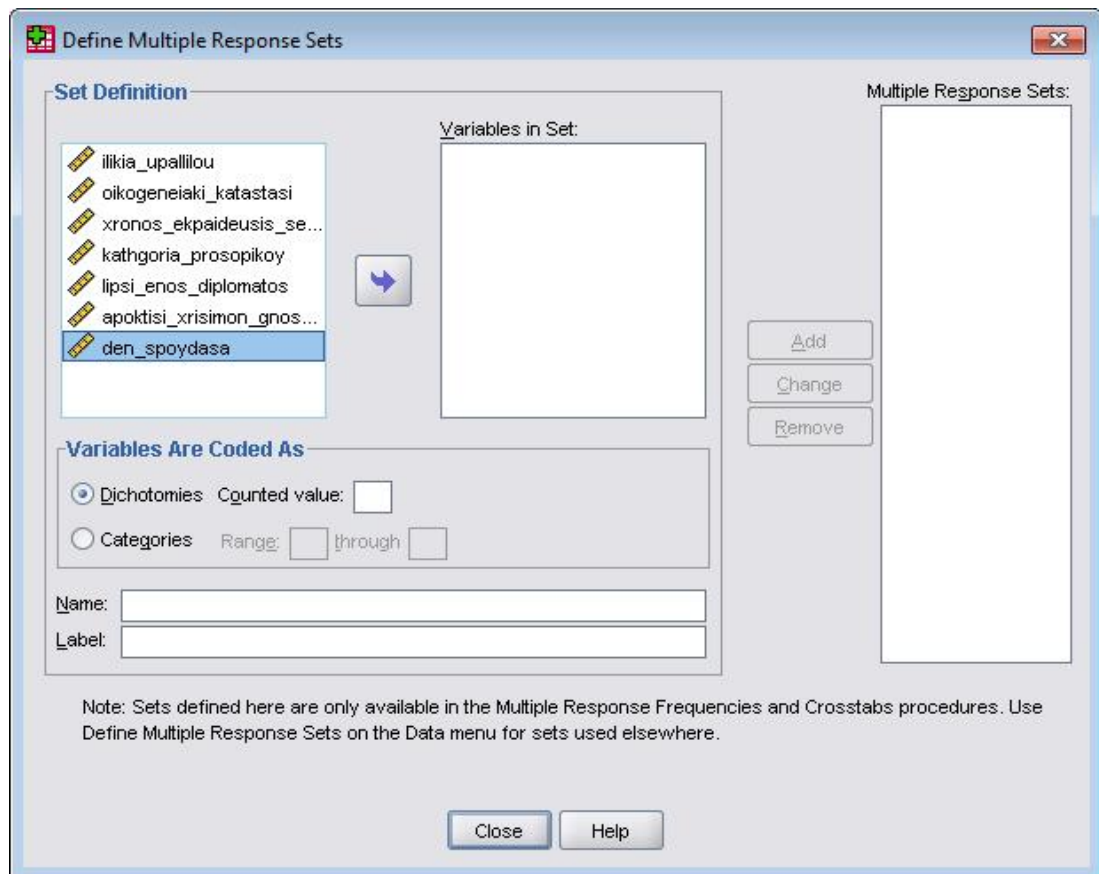 Define Multiple Response Sets
Set Definition
ilikia_upallilou
oikogeneiaki_katastasi
xronos_ekpaideusis_se...
kathgoria_prosopikoy
lipsi_enos_diplomatos
apoktisi_xrisimon_gnos...
den_spoydasa
Variables in Set:
Variables Are Coded As
Dichotomies Counted value:
Categories Range: through
Name:
Label:
Add
Change
Remove
Multiple Response Sets:
Note: Sets defined here are only available in the Multiple Response Frequencies and Crosstabs procedures. Use
Define Multiple Response Sets on the Data menu for sets used elsewhere.
Close Help